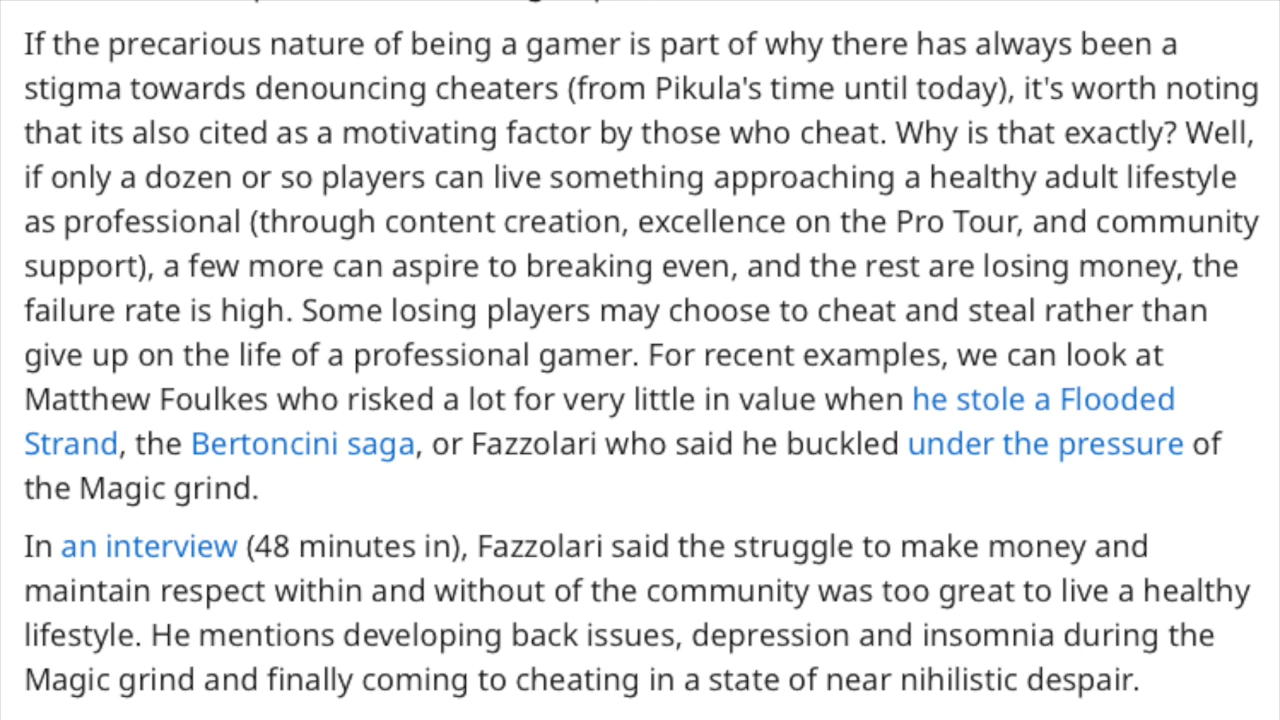 If the precarious nature of being a gamer is part of why there has always been a
stigma towards denouncing cheaters (from Pikula's time until today), it's worth noting
that its also cited as a motivating factor by those who cheat. Why is that exactly? Well,
if only a dozen or so players can live something approaching a healthy adult lifestyle
as professional (through content creation, excellence on the Pro Tour, and community
support), a few more can aspire to breaking even, and the rest are losing money, the
failure rate is high. Some losing players may choose to cheat and steal rather than
give up on the life of a professional gamer. For recent examples, we can look at
Matthew Foulkes who risked a lot for very little in value when he stole a Flooded
Strand, the Bertoncini saga, or Fazzolari who said he buckled under the pressure of
the Magic grind.
In an interview (48 minutes in), Fazzolari said the struggle to make money and
maintain respect within and without of the community was too great to live a healthy
lifestyle. He mentions developing back issues, depression and insomnia during the
Magic grind and finally coming to cheating in a state of near nihilistic despair.